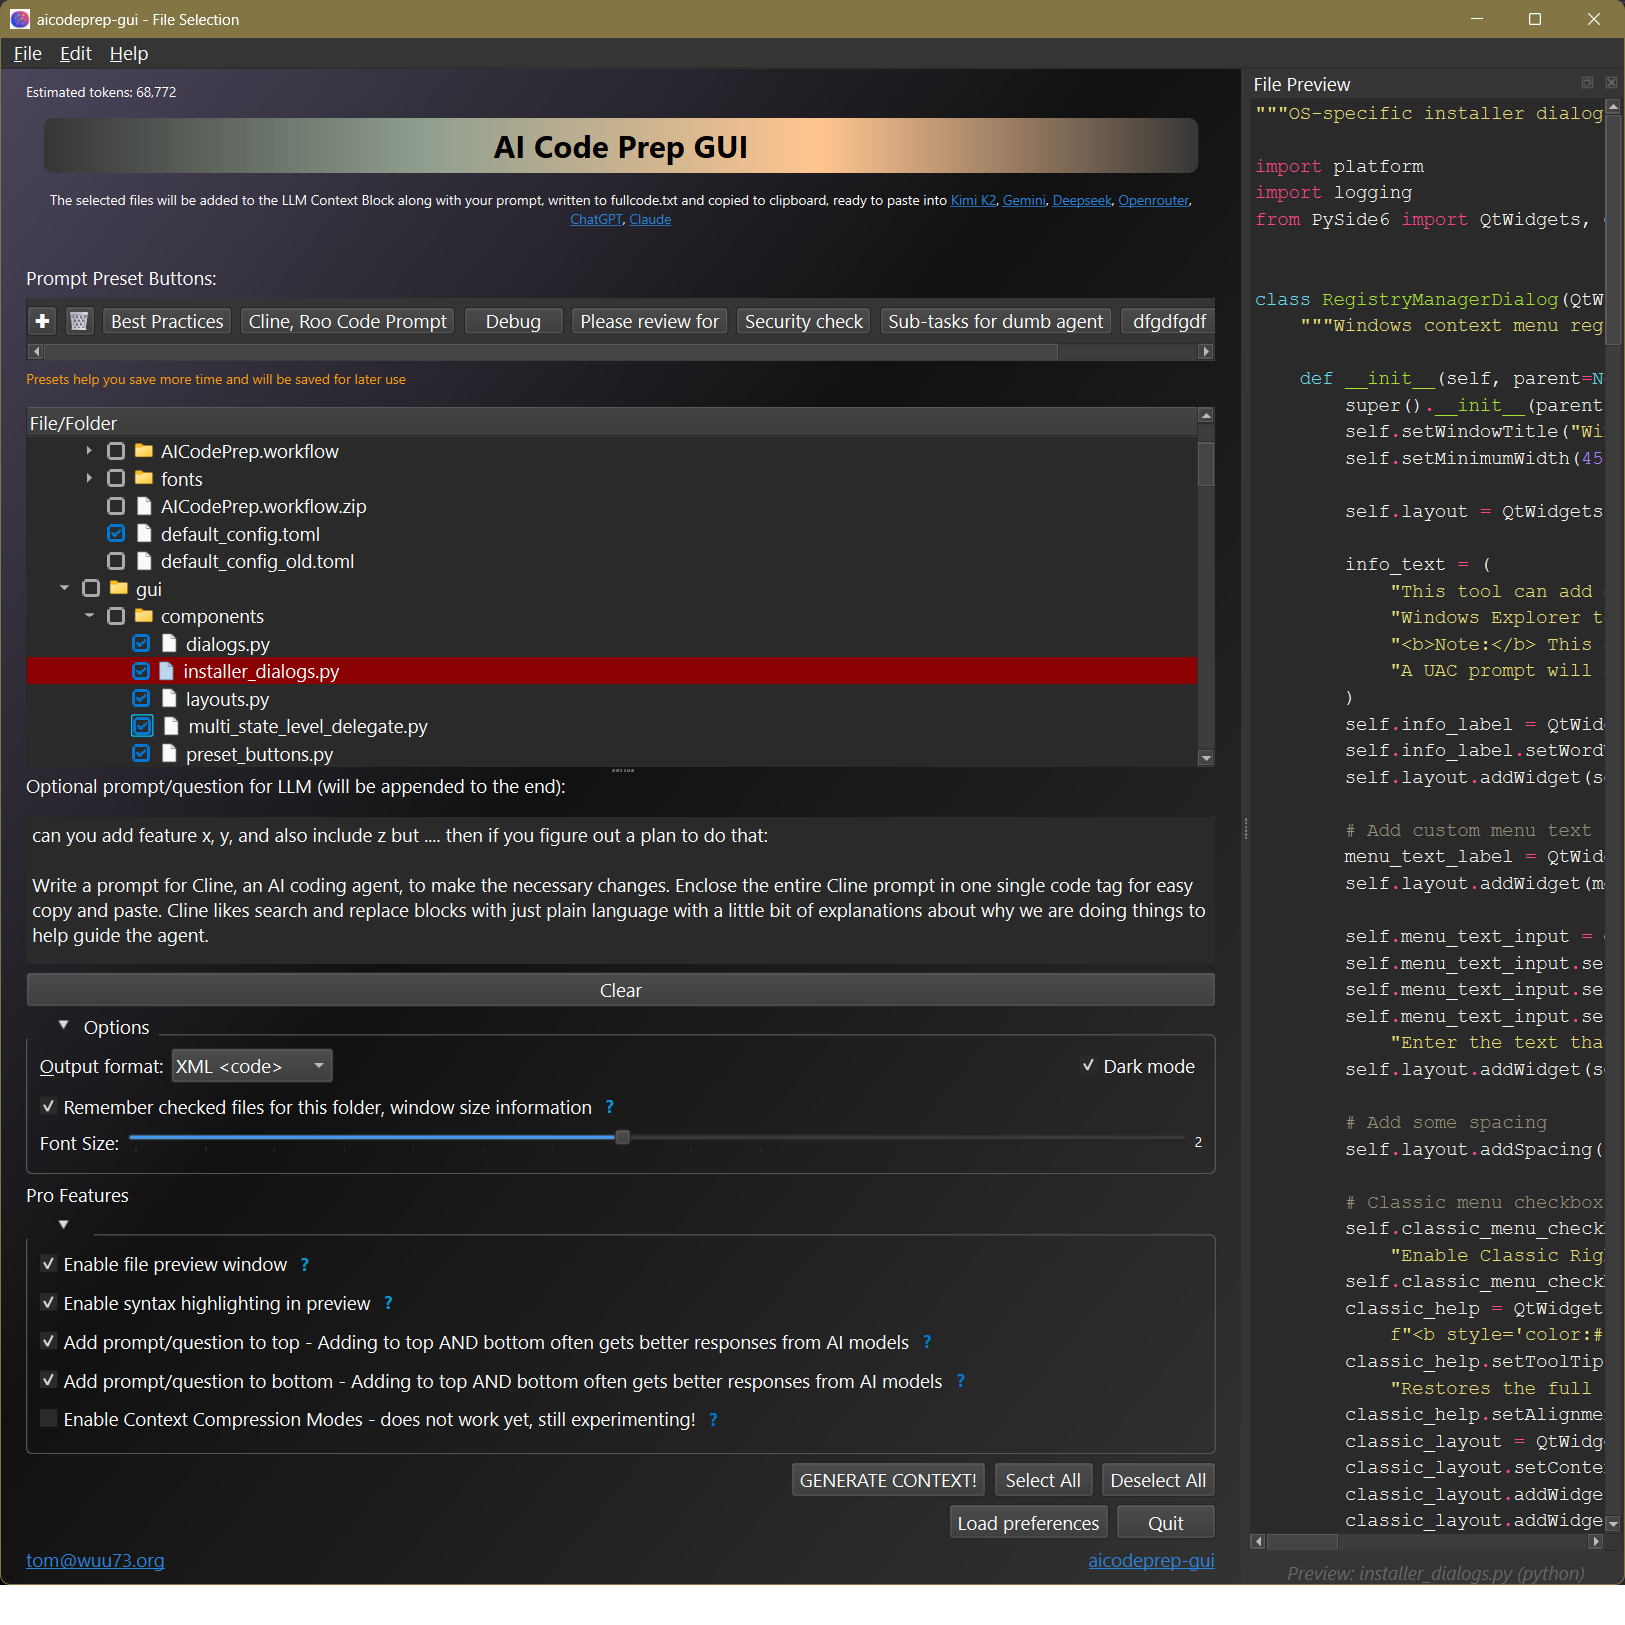 aicodeprep-gui - File Selection
File Edit Help
Estimated tokens: 68,772
AI Code Prep GUI
The selected files will be added to the LLM Context Block along with your prompt, written to fullcode.txt and copied to clipboard, ready to paste into Kimi K2, Gemini, Deepseek, Openrouter,
ChatGPT, Claude
Prompt Preset Buttons:
Best Practices Cline, Roo Code Prompt Debug Please review for Security check Sub-tasks for dumb agent dfgdfgdf
Presets help you save more time and will be saved for later use
File/Folder
AICodePrep.workflow
fonts
AICodePrep.workflow.zip
default_config.toml
default_config_old.toml
gui
components
dialogs.py
installer_dialogs.py
layouts.py
multi_state_level_delegate.py
preset_buttons.py
Optional prompt/question for LLM (will be appended to the end):
can you add feature x, y, and also include z but .... then if you figure out a plan to do that:
Write a prompt for Cline, an AI coding agent, to make the necessary changes. Enclose the entire Cline prompt in one single code tag for easy
copy and paste. Cline likes search and replace blocks with just plain language with a little bit of explanations about why we are doing things to
help guide the agent.
Clear
Options
Output format: XML <code> Dark mode
Remember checked files for this folder, window size information ?
Font Size: 2
Pro Features
Enable file preview window ?
Enable syntax highlighting in preview ?
Add prompt/question to top - Adding to top AND bottom often gets better responses from AI models ?
Add prompt/question to bottom - Adding to top AND bottom often gets better responses from AI models ?
Enable Context Compression Modes - does not work yet, still experimenting! ?
GENERATE CONTEXT! Select All Deselect All
Load preferences Quit
tom@wuu73.org aicodeprep-gui
File Preview
"""OS-specific installer dialog
import platform
import logging
from PySide6 import QtWidgets,
class RegistryManagerDialog(QtW
"""Windows context menu reg
def __init__(self, parent=N
super().__init__(parent
self.setWindowTitle("Wi
self.setMinimumWidth(45
self.layout = QtWidgets
info_text = (
"This tool can add
"Windows Explorer t
"<b>Note:</b> This
"A UAC prompt will
)
self.info_label = QtWid
self.info_label.setWord
self.layout.addWidget(s
# Add custom menu text
menu_text_label = QtWid
self.layout.addWidget(m
self.menu_text_input =
self.menu_text_input.se
self.menu_text_input.se
self.menu_text_input.se
"Enter the text tha
self.layout.addWidget(s
# Add some spacing
self.layout.addSpacing(
# Classic menu checkbox
self.classic_menu_check
"Enable Classic Rig
self.classic_menu_check
classic_help = QtWidget
f"<b style='color:#
classic_help.setToolTip
"Restores the full
classic_help.setAlignme
classic_layout = QtWidg
classic_layout.setConte
classic_layout.addWidge
classic_layout.addWidge
Preview: installer_dialogs.py (python)